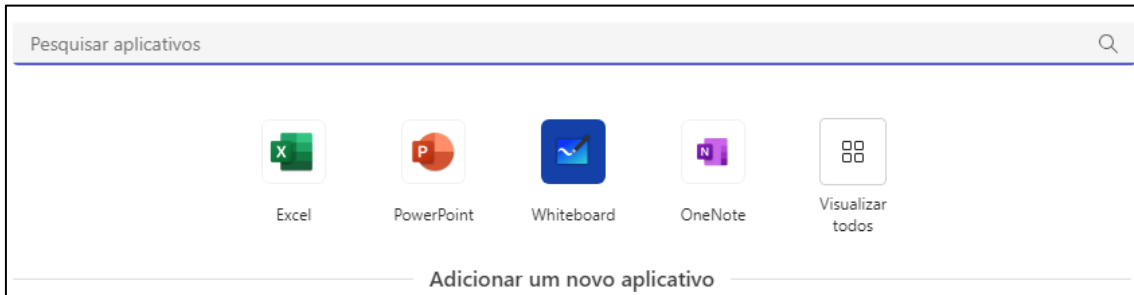 Pesquisar aplicativos
X
P
N
Excel
PowerPoint
Whiteboard
OneNote
Visualizar
todos
Adicionar um novo aplicativo